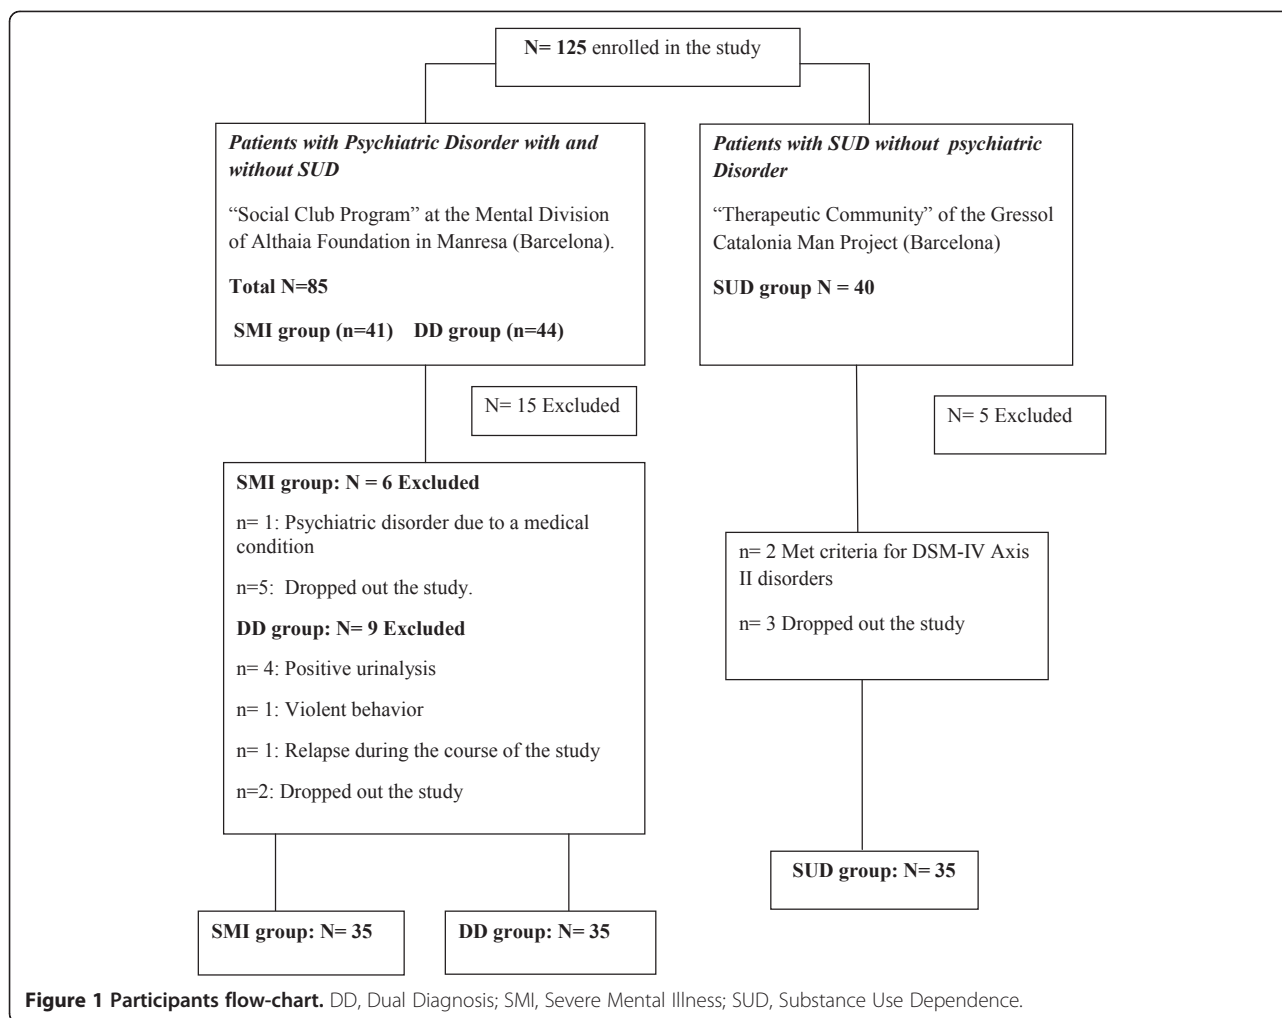 N= 125 enrolled in the study
Patients with Psychiatric Disorder with and
without SUD
“Social Club Program” at the Mental Division
of Althaia Foundation in Manresa (Barcelona).
Total N=85
SMI group (n=41) DD group (n=44)
Patients with SUD without psychiatric
Disorder
“Therapeutic Community” of the Gressol
Catalonia Man Project (Barcelona)
SUD group N = 40
N= 15 Excluded
N= 5 Excluded
SMI group: N = 6 Excluded
n= 1: Psychiatric disorder due to a medical
condition
n=5: Dropped out the study.
DD group: N= 9 Excluded
n= 4: Positive urinalysis
n= 1: Violent behavior
n= 1: Relapse during the course of the study
n=2: Dropped out the study
n= 2 Met criteria for DSM-IV Axis
II disorders
n= 3 Dropped out the study
SUD group: N= 35
SMI group: N= 35
DD group: N= 35
Figure 1 Participants flow-chart. DD, Dual Diagnosis; SMI, Severe Mental Illness; SUD, Substance Use Dependence.